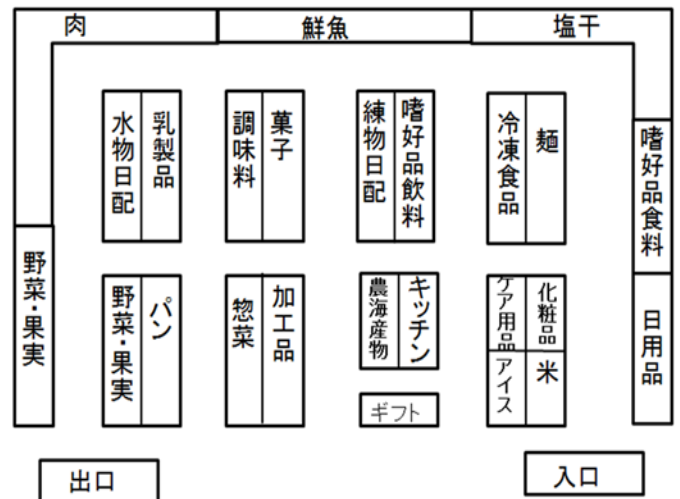 肉
鮮魚
塩干
水物日配
乳製品
調味料
菓子
練物日配
嗜好品飲料
冷凍食品
麺
嗜好品食料
野菜・果実
野菜・果実
パン
惣菜
加工品
農海産物
キッチン
ケア用品
化粧品
アイス
米
日用品
ギフト
出口
入口